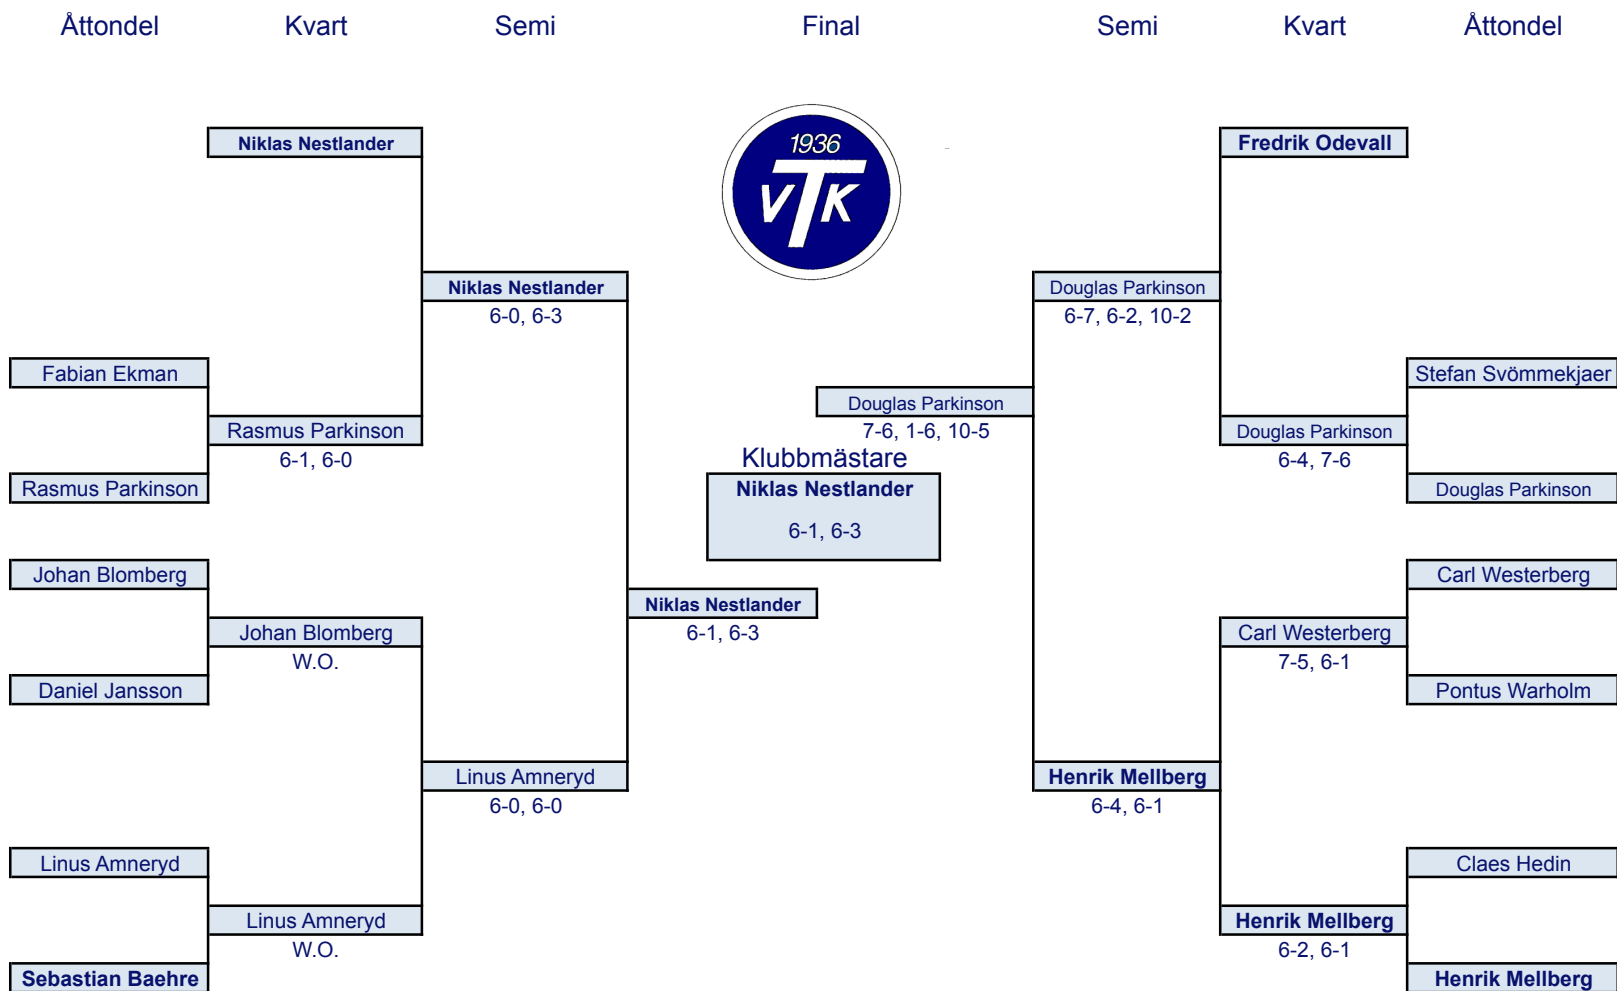 Åttondel Kvart Semi Final Semi Kvart Åttondel
1936
VTK
Niklas Nestlander
Fredrik Odevall
Niklas Nestlander
6-0, 6-3
Douglas Parkinson
6-7, 6-2, 10-2
Fabian Ekman
Stefan Svömmekjaer
Douglas Parkinson
7-6, 1-6, 10-5
Rasmus Parkinson
6-1, 6-0
Douglas Parkinson
6-4, 7-6
Klubbmästare
Niklas Nestlander
6-1, 6-3
Rasmus Parkinson
Douglas Parkinson
Johan Blomberg
Carl Westerberg
Niklas Nestlander
6-1, 6-3
Johan Blomberg
W.O.
Carl Westerberg
7-5, 6-1
Daniel Jansson
Pontus Warholm
Linus Amneryd
6-0, 6-0
Henrik Mellberg
6-4, 6-1
Linus Amneryd
Claes Hedin
Linus Amneryd
W.O.
Henrik Mellberg
6-2, 6-1
Sebastian Baehre
Henrik Mellberg